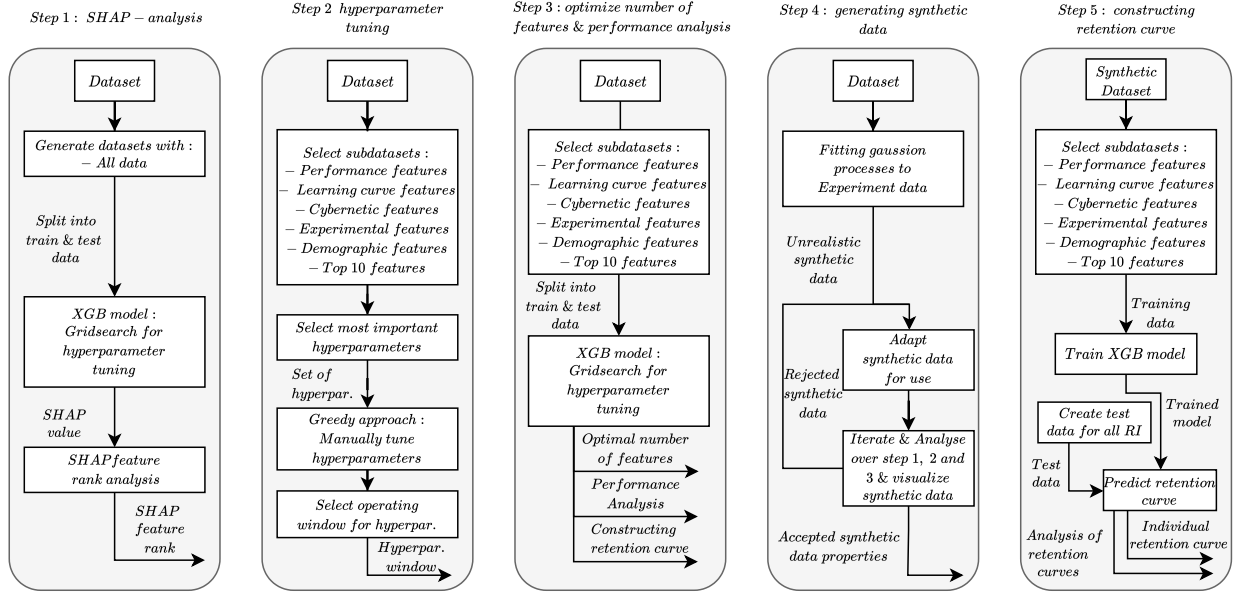 Step 1 : SHAP − analysis
Dataset
Generate datasets with :
− All data
Split into
train & test
data
XGB model :
Gridsearch for
hyperparameter
tuning
SHAP
value
SHAP feature
rank analysis
SHAP
feature
rank
Step 2 hyperparameter
tuning
Dataset
Select subdatasets :
− Performance features
− Learning curve features
− Cybernetic features
− Experimental features
− Demographic features
− Top 10 features
Select most important
hyperparameters
Set of
hyperpar.
Greedy approach :
Manually tune
hyperparameters
Select operating
window for hyperpar.
Hyperpar.
window
Step 3 : optimize number of
features & performance analysis
Dataset
Select subdatasets :
− Performance features
− Learning curve features
− Cybernetic features
− Experimental features
− Demographic features
− Top 10 features
Split into
train & test
data
XGB model :
Gridsearch for
hyperparameter
tuning
Optimal number
of features
Performance
Analysis
Constructing
retention curve
Step 4 : generating synthetic
data
Dataset
Fitting gaussion
processes to
Experiment data
Unrealistic
synthetic
data
Adapt
synthetic data
for use
Rejected
synthetic
data
Iterate & Analyse
over step 1, 2 and
3 & visualize
synthetic data
Accepted synthetic
data properties
Step 5 : constructing
retention curve
Synthetic
Dataset
Select subdatasets :
− Performance features
− Learning curve features
− Cybernetic features
− Experimental features
− Demographic features
− Top 10 features
Training
data
Train XGB model
Trained
model
Create test
data for all RI
Test
data
Predict retention
curve
Individual
retention curve
Analysis of
retention
curves